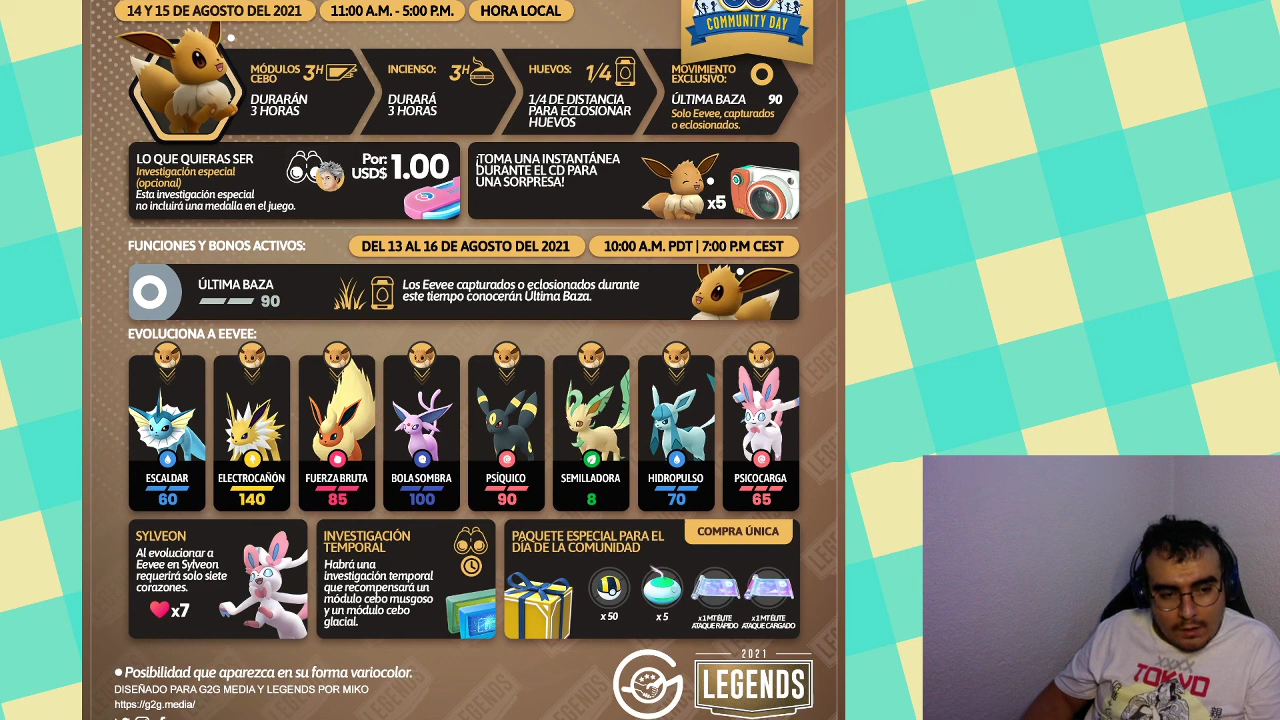 14 Y 15 DE AGOSTO DEL 2021
11:00 A.M. - 5:00 P.M.
HORA LOCAL
COMMUNITY DAY
MÓDULOS
CEBO
3H
DURARÁN
3 HORAS
INCIENSO:
3H
DURARÁ
3 HORAS
HUEVOS:
1/4
1/4 DE DISTANCIA
PARA ECLOSIONAR
HUEVOS
MOVIMIENTO
EXCLUSIVO:
ÚLTIMA BAZA 90
Solo Eevee, capturados
o eclosionados.
LO QUE QUIERAS SER
Investigación especial
(opcional)
Esta investigación especial
no incluirá una medalla en el juego.
Por:
USD$ 1.00
¡TOMA UNA INSTANTÁNEA
DURANTE EL CD PARA
UNA SORPRESA!
x5
FUNCIONES Y BONOS ACTIVOS:
DEL 13 AL 16 DE AGOSTO DEL 2021
10:00 A.M. PDT | 7:00 P.M CEST
ÚLTIMA BAZA
90
Los Eevee capturados o eclosionados durante
este tiempo conocerán Última Baza.
EVOLUCIONA A EEVEE:
ESCALDAR
60
ELECTROCAÑÓN
140
FUERZA BRUTA
85
BOLA SOMBRA
100
PSÍQUICO
90
SEMILLADORA
8
HIDROPULSO
70
PSICOCARGA
65
SYLVEON
Al evolucionar a
Eevee en Sylveon
requerirá solo siete
corazones.
x7
INVESTIGACIÓN
TEMPORAL
Habrá una
investigación temporal
que recompensará un
módulo cebo musgoso
y un módulo cebo
glacial.
PAQUETE ESPECIAL PARA EL
DÍA DE LA COMUNIDAD
COMPRA ÚNICA
x 50
x 5
x 1 MT ÉLITE
ATAQUE RÁPIDO
x 1 MT ÉLITE
ATAQUE CARGADO
Posibilidad que aparezca en su forma variocolor.
DISEÑADO PARA G2G MEDIA Y LEGENDS POR MIKO
https://g2g.media/
2021
LEGENDS
TOKYO